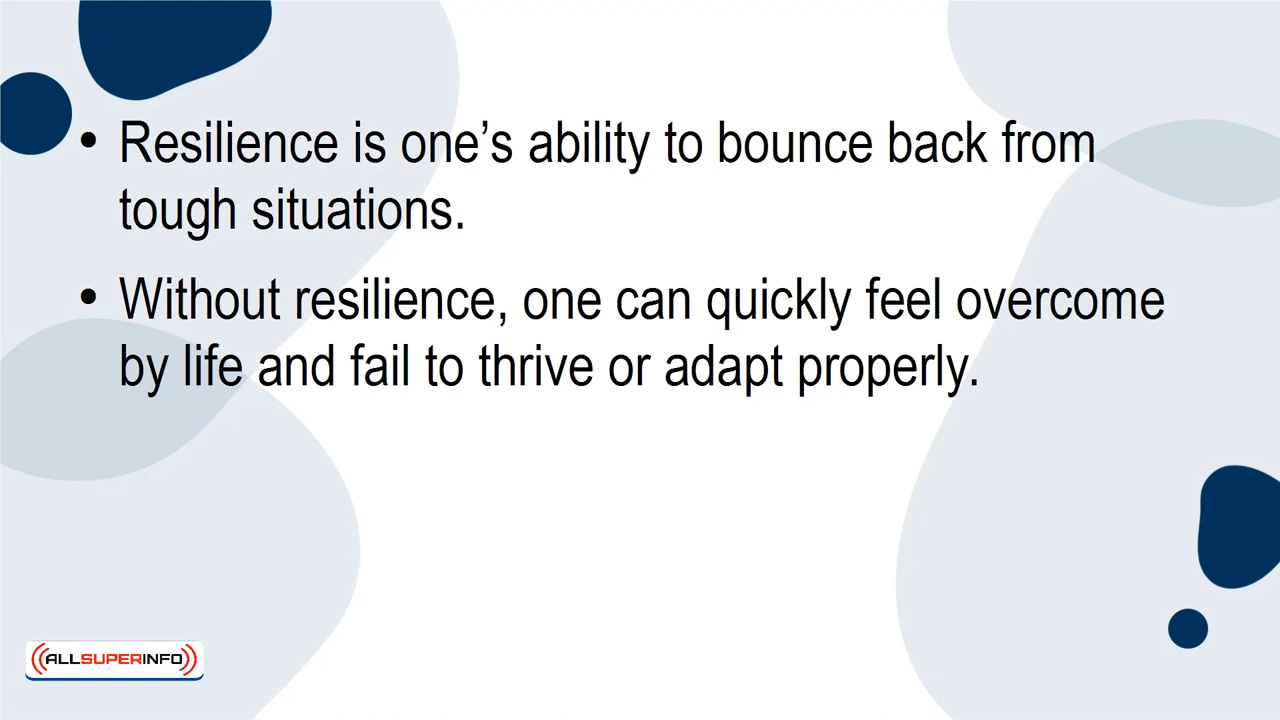 • Resilience is one’s ability to bounce back from
tough situations.
• Without resilience, one can quickly feel overcome
by life and fail to thrive or adapt properly.
ALLSUPERINFO